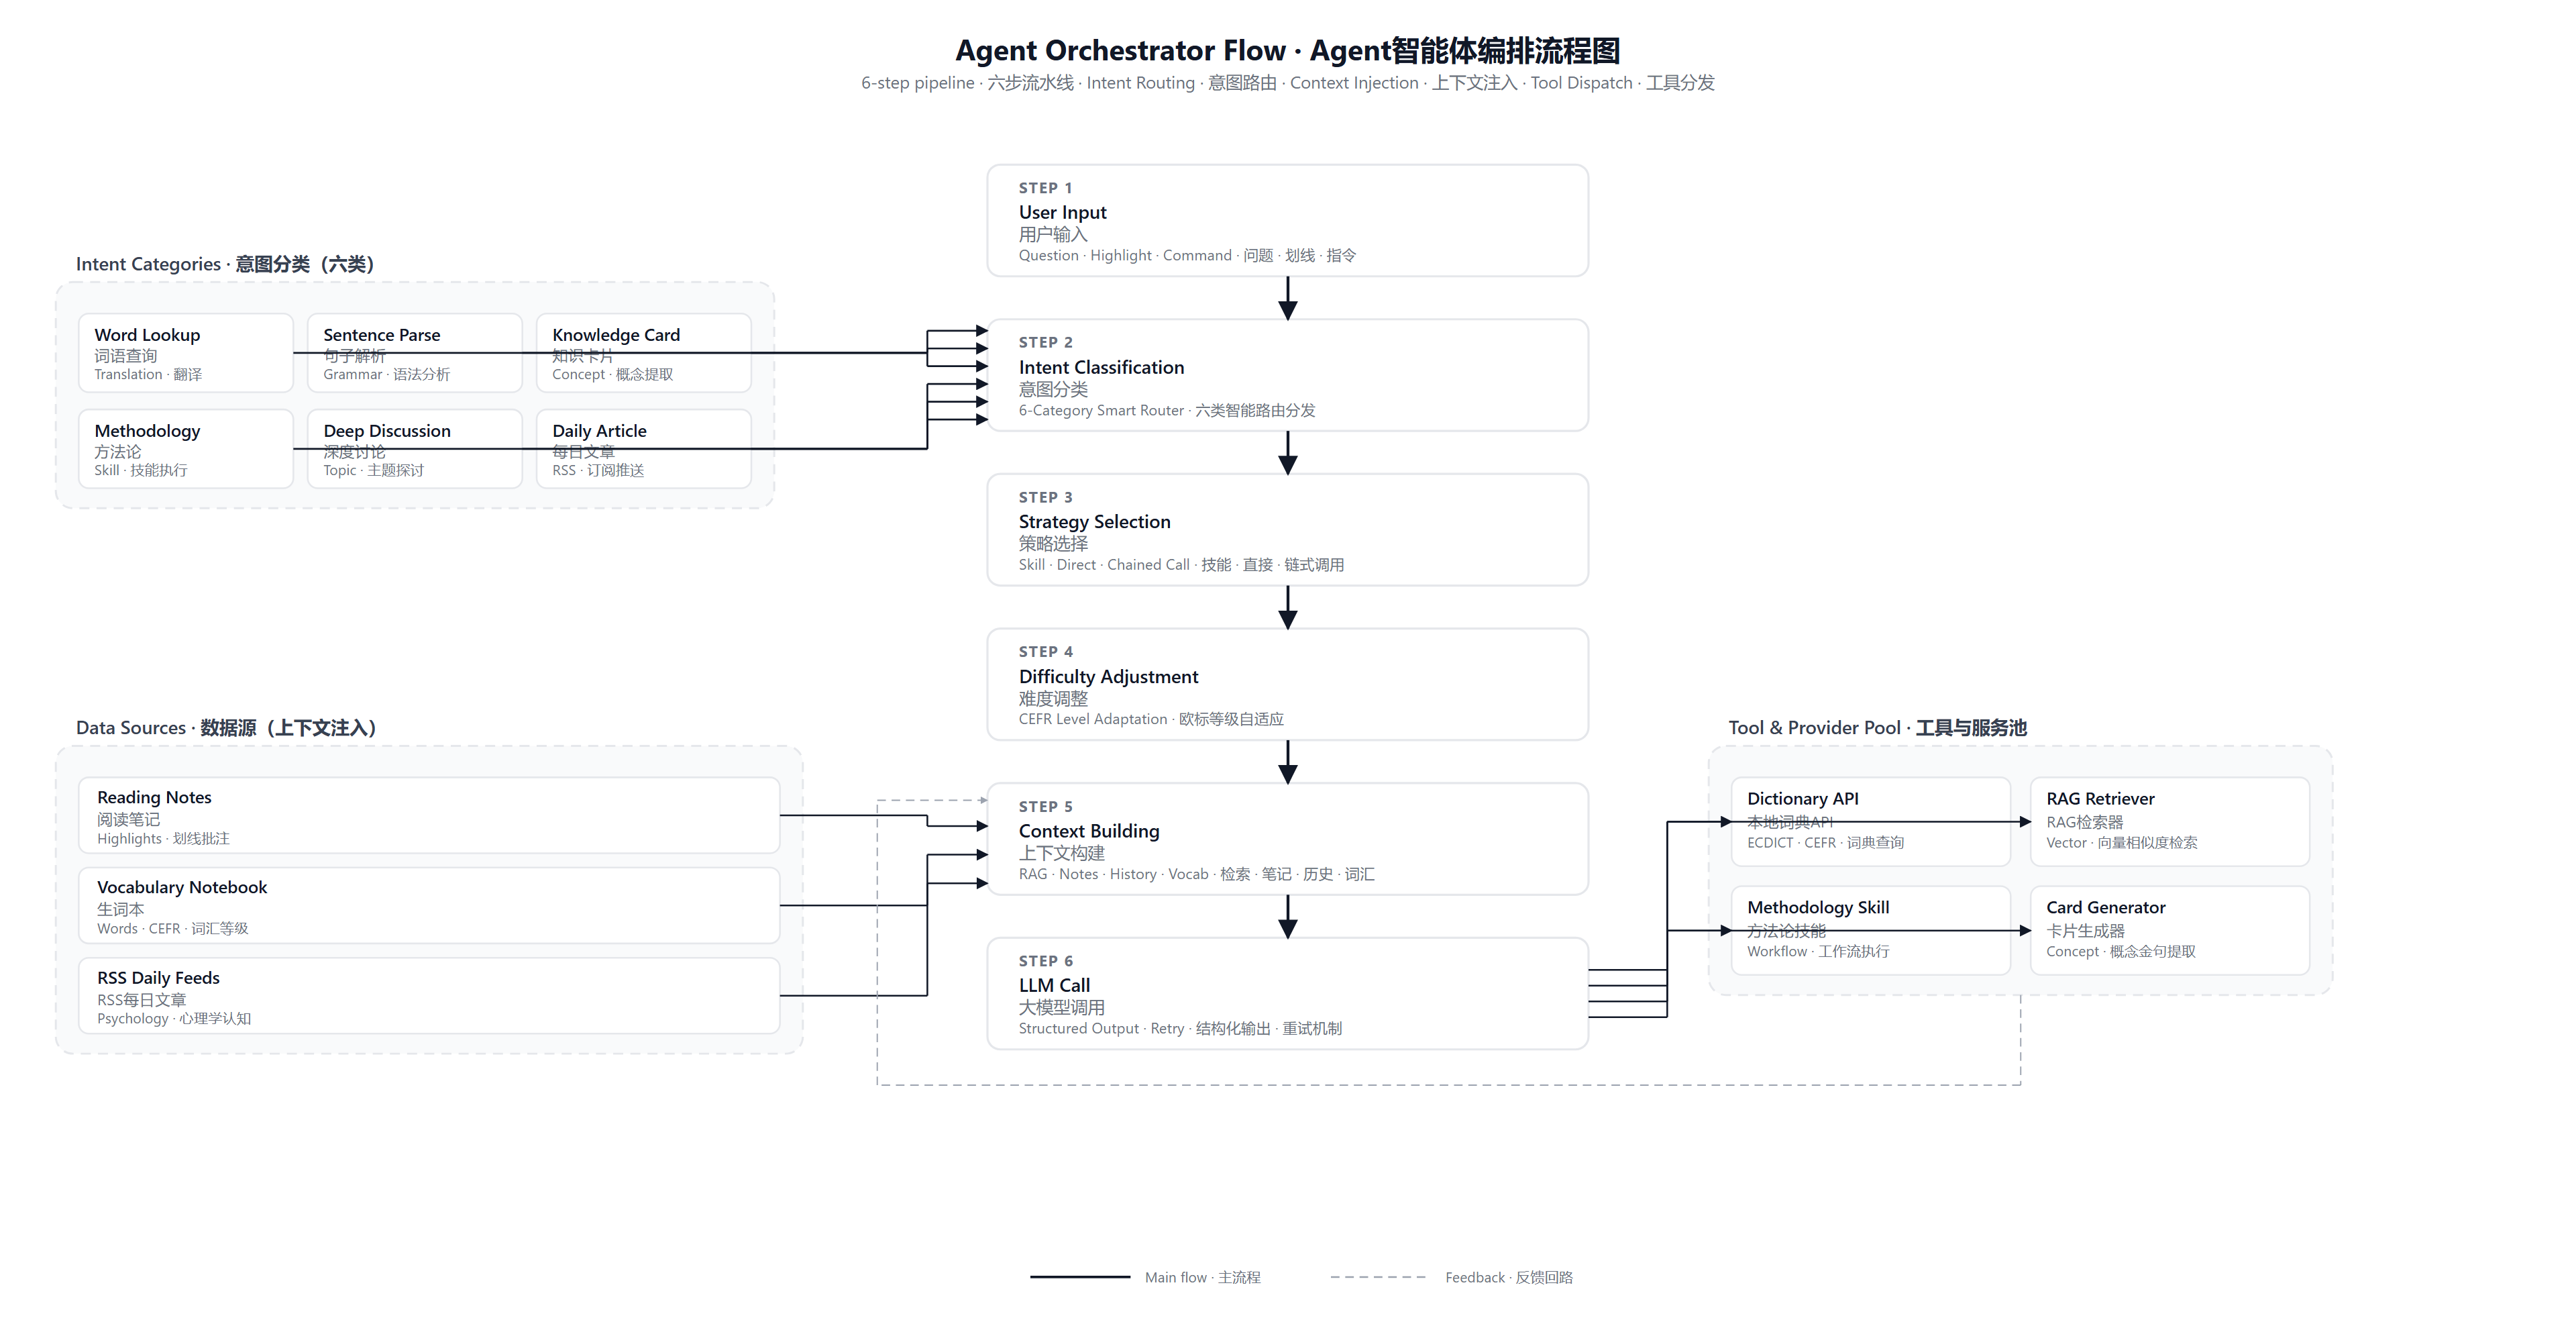 Agent Orchestrator Flow · Agent智能体编排流程图
6-step pipeline · 六步流水线 · Intent Routing · 意图路由 · Context Injection · 上下文注入 · Tool Dispatch · 工具分发
STEP 1
User Input
用户输入
Question · Highlight · Command · 问题 · 划线 · 指令
Intent Categories · 意图分类（六类）
Word Lookup
词语查询
Translation · 翻译
Sentence Parse
句子解析
Grammar · 语法分析
Knowledge Card
知识卡片
Concept · 概念提取
Methodology
方法论
Skill · 技能执行
Deep Discussion
深度讨论
Topic · 主题探讨
Daily Article
每日文章
RSS · 订阅推送
STEP 2
Intent Classification
意图分类
6-Category Smart Router · 六类智能路由分发
STEP 3
Strategy Selection
策略选择
Skill · Direct · Chained Call · 技能 · 直接 · 链式调用
STEP 4
Difficulty Adjustment
难度调整
CEFR Level Adaptation · 欧标等级自适应
Data Sources · 数据源（上下文注入）
Reading Notes
阅读笔记
Highlights · 划线批注
Vocabulary Notebook
生词本
Words · CEFR · 词汇等级
RSS Daily Feeds
RSS每日文章
Psychology · 心理学认知
STEP 5
Context Building
上下文构建
RAG · Notes · History · Vocab · 检索 · 笔记 · 历史 · 词汇
STEP 6
LLM Call
大模型调用
Structured Output · Retry · 结构化输出 · 重试机制
Tool & Provider Pool · 工具与服务池
Dictionary API
本地词典API
ECDICT · CEFR · 词典查询
RAG Retriever
RAG检索器
Vector · 向量相似度检索
Methodology Skill
方法论技能
Workflow · 工作流执行
Card Generator
卡片生成器
Concept · 概念金句提取
Main flow · 主流程
Feedback · 反馈回路